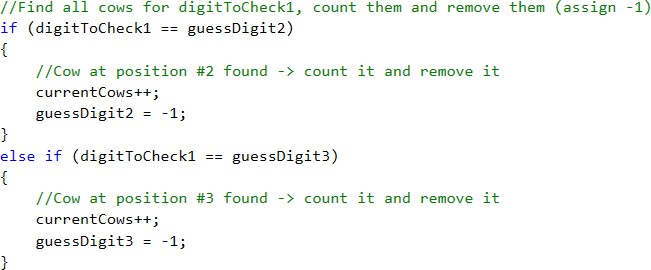 //Find all cows for digitToCheck1, count them and remove them (assign -1)
if (digitToCheck1 == guessDigit2)
{
    //Cow at position #2 found -> count it and remove it
    currentCows++;
    guessDigit2 = -1;
}
else if (digitToCheck1 == guessDigit3)
{
    //Cow at position #3 found -> count it and remove it
    currentCows++;
    guessDigit3 = -1;
}